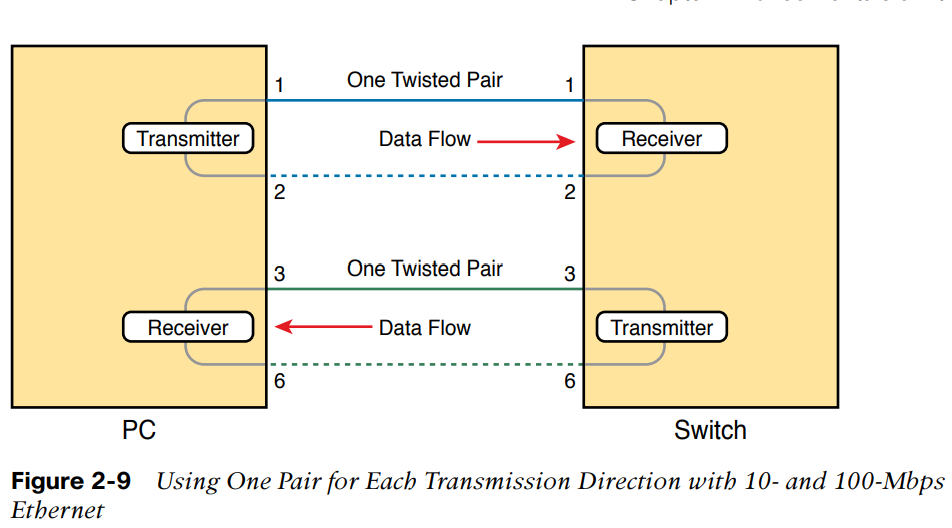 1 One Twisted Pair 1
Transmitter Data Flow Receiver
2 2
3 One Twisted Pair 3
Receiver Data Flow Transmitter
6 6
PC Switch
Figure 2-9 Using One Pair for Each Transmission Direction with 10- and 100-Mbps
Ethernet